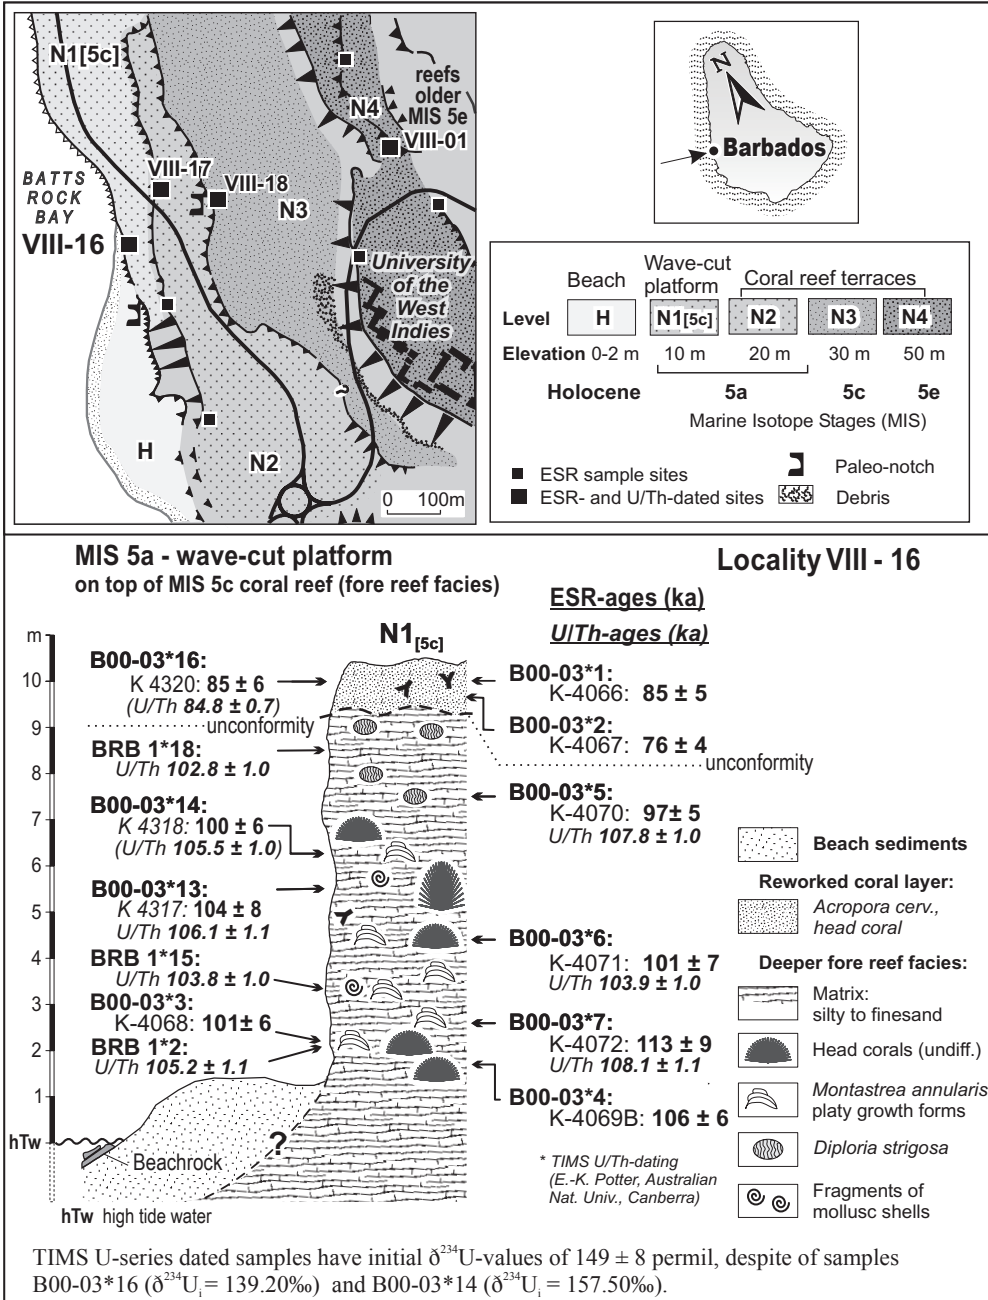 N1[5c]
reefs
older
MIS 5e
N4
VIII-01
VIII-17
VIII-18
BATTS
ROCK
BAY
N3
VIII-16
University
of the
West
Indies
H
N2
0 100m
N
Barbados
Beach
Wave-cut
platform
Coral reef terraces
Level H N1[5c] N2 N3 N4
Elevation 0-2 m 10 m 20 m 30 m 50 m
Holocene 5a 5c 5e
Marine Isotope Stages (MIS)
ESR sample sites
Paleo-notch
ESR- and U/Th-dated sites
Debris
MIS 5a - wave-cut platform
on top of MIS 5c coral reef (fore reef facies)
Locality VIII - 16
ESR-ages (ka)
U/Th-ages (ka)
N1[5c]
m
10
9
8
7
6
5
4
3
2
1
hTw
B00-03*16:
K 4320: 85 ± 6
(U/Th 84.8 ± 0.7)
unconformity
BRB 1*18:
U/Th 102.8 ± 1.0
B00-03*14:
K 4318: 100 ± 6
(U/Th 105.5 ± 1.0)
B00-03*13:
K 4317: 104 ± 8
U/Th 106.1 ± 1.1
BRB 1*15:
U/Th 103.8 ± 1.0
B00-03*3:
K-4068: 101± 6
BRB 1*2:
U/Th 105.2 ± 1.1
?
Beachrock
hTw high tide water
B00-03*1:
K-4066: 85 ± 5
B00-03*2:
K-4067: 76 ± 4
unconformity
B00-03*5:
K-4070: 97± 5
U/Th 107.8 ± 1.0
B00-03*6:
K-4071: 101 ± 7
U/Th 103.9 ± 1.0
B00-03*7:
K-4072: 113 ± 9
U/Th 108.1 ± 1.1
B00-03*4:
K-4069B: 106 ± 6
* TIMS U/Th-dating
(E.-K. Potter, Australian
Nat. Univ., Canberra)
Beach sediments
Reworked coral layer:
Acropora cerv.,
head coral
Deeper fore reef facies:
Matrix:
silty to finesand
Head corals (undiff.)
Montastrea annularis
platy growth forms
Diploria strigosa
Fragments of
mollusc shells
TIMS U-series dated samples have initial ð²³⁴U-values of 149 ± 8 permil, despite of samples
B00-03*16 (ð²³⁴Uᵢ = 139.20‰) and B00-03*14 (ð²³⁴Uᵢ = 157.50‰).